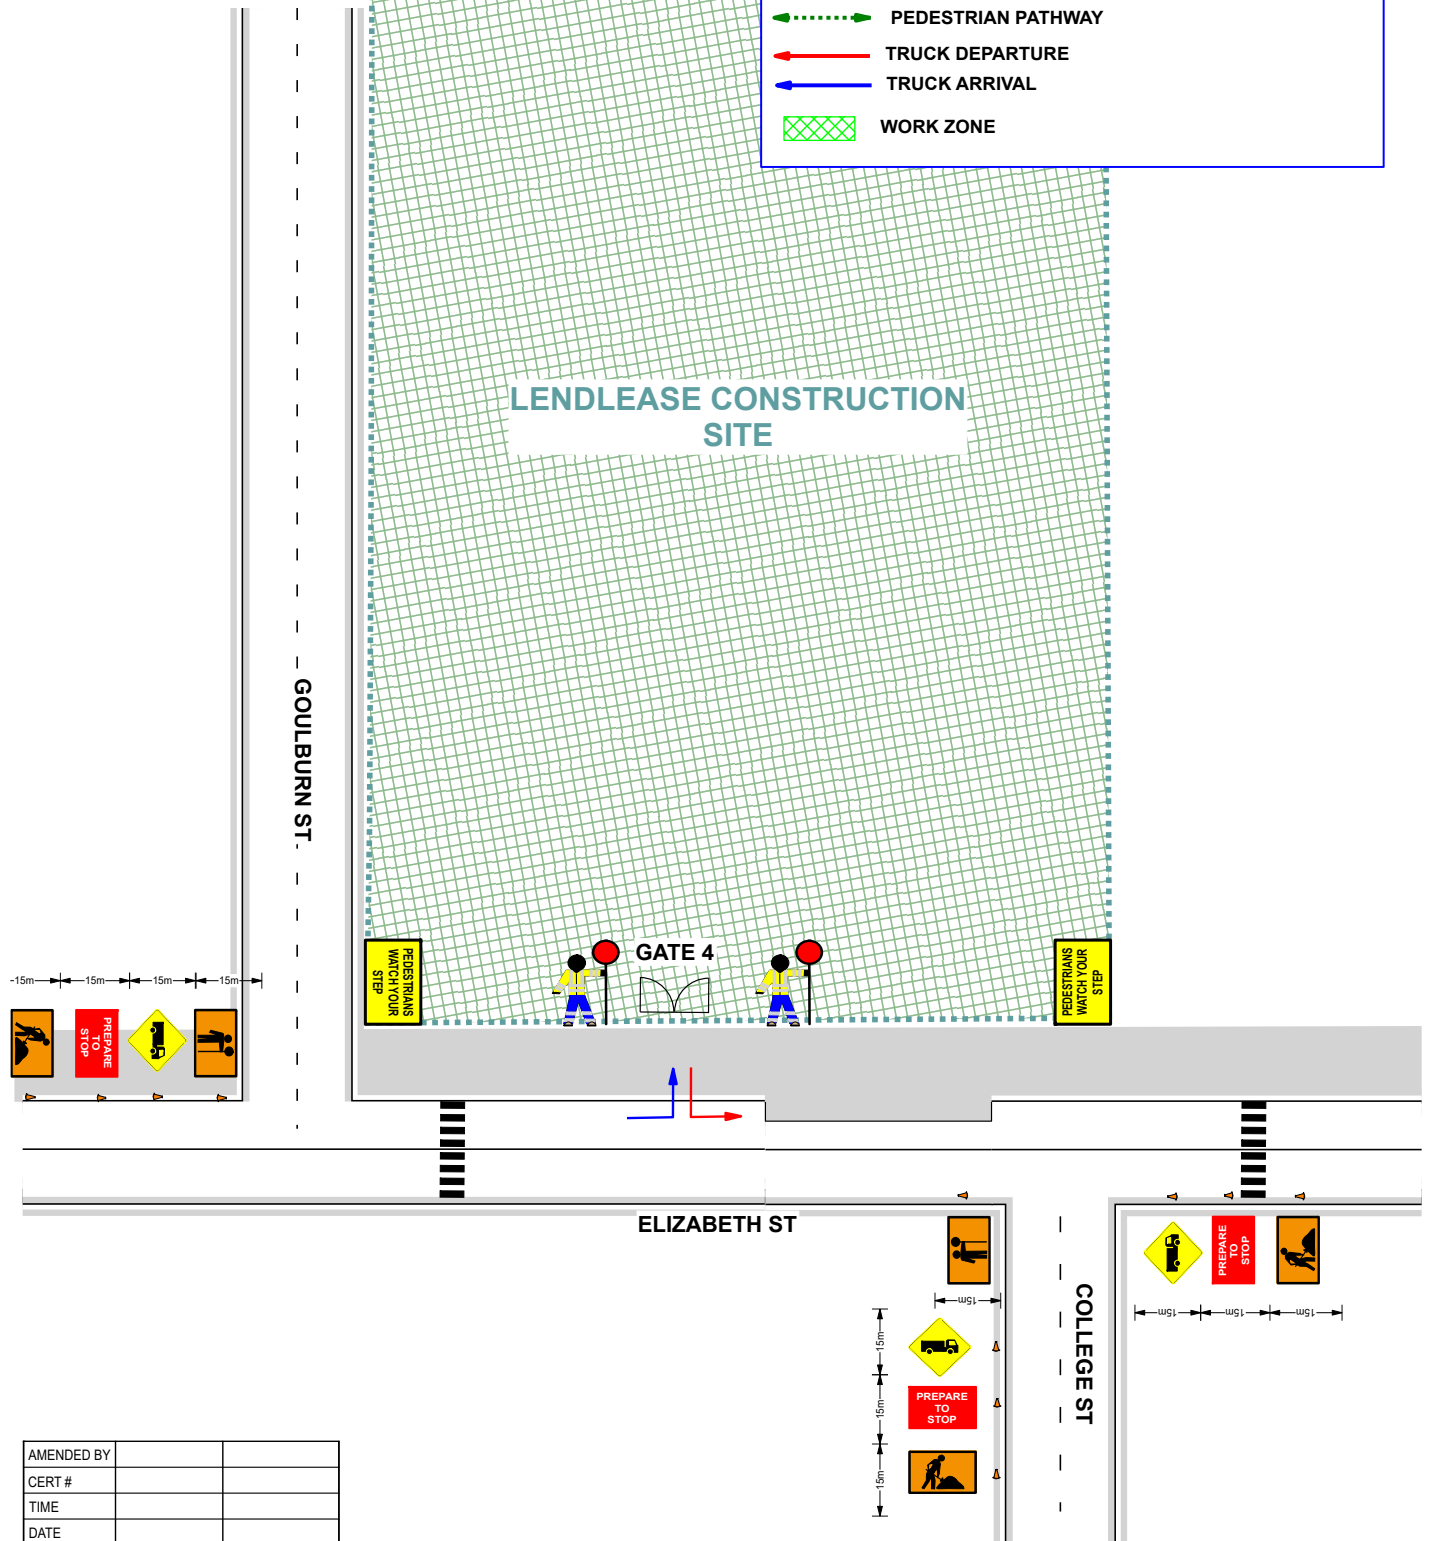 PEDESTRIAN PATHWAY
TRUCK DEPARTURE
TRUCK ARRIVAL
WORK ZONE
LENDLEASE CONSTRUCTION
SITE
GOULBURN ST.
PEDESTRIANS
WATCH YOUR
STEP
GATE 4
PEDESTRIANS
WATCH YOUR
STEP
15m
15m
15m
15m
PREPARE
TO
STOP
ELIZABETH ST
PREPARE
TO
STOP
15m
15m
15m
15m
COLLEGE ST
15m
15m
15m
PREPARE
TO
STOP
AMENDED BY
CERT #
TIME
DATE